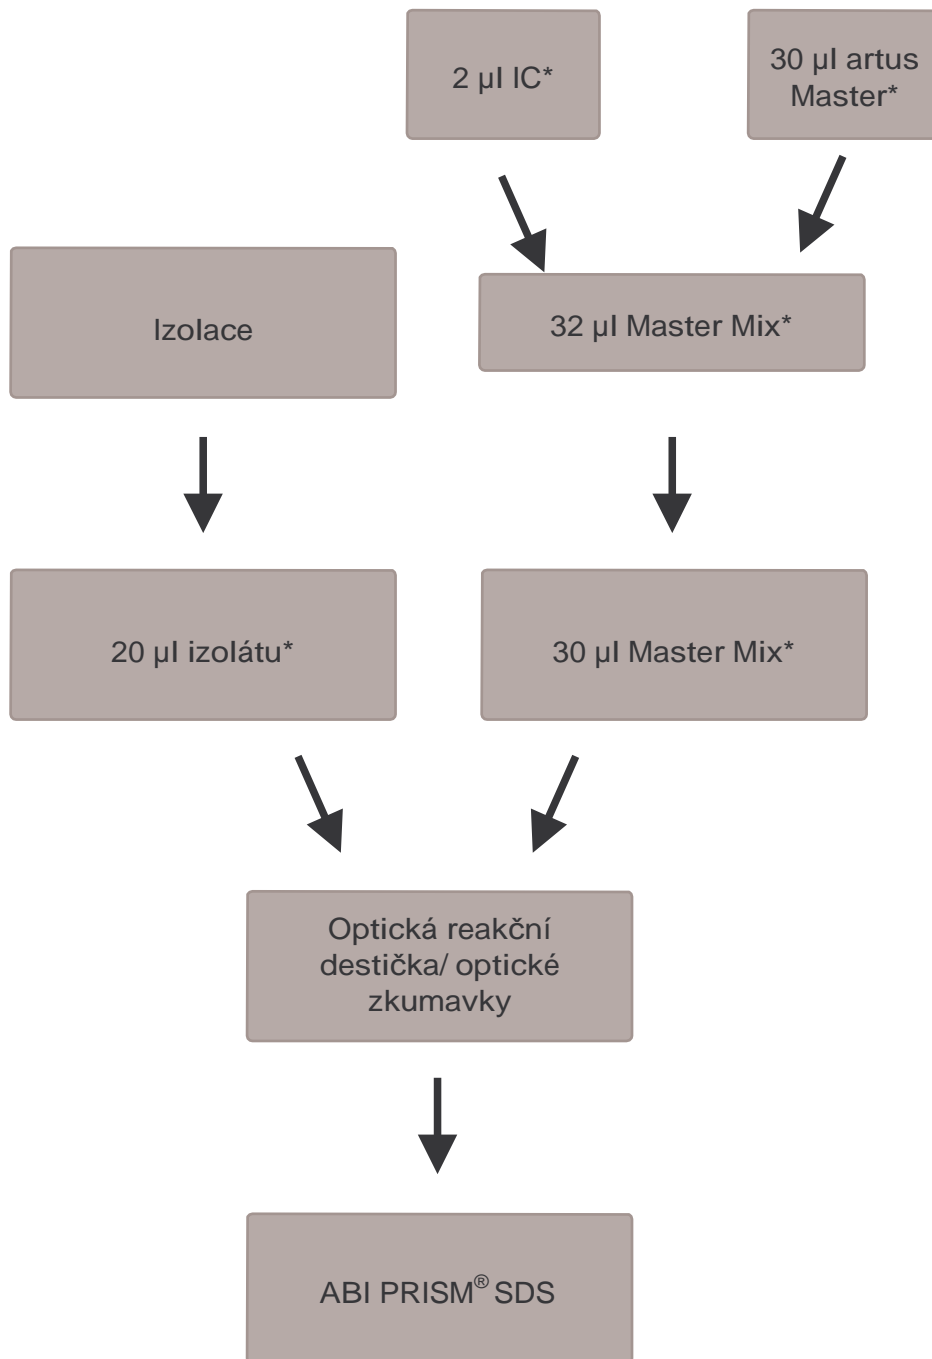 2 µl IC*
30 µl artus
Master*
Izolace
32 µl Master Mix*
20 µl izolátu*
30 µl Master Mix*
Optická reakční
destička/ optické
zkumavky
ABI PRISM® SDS